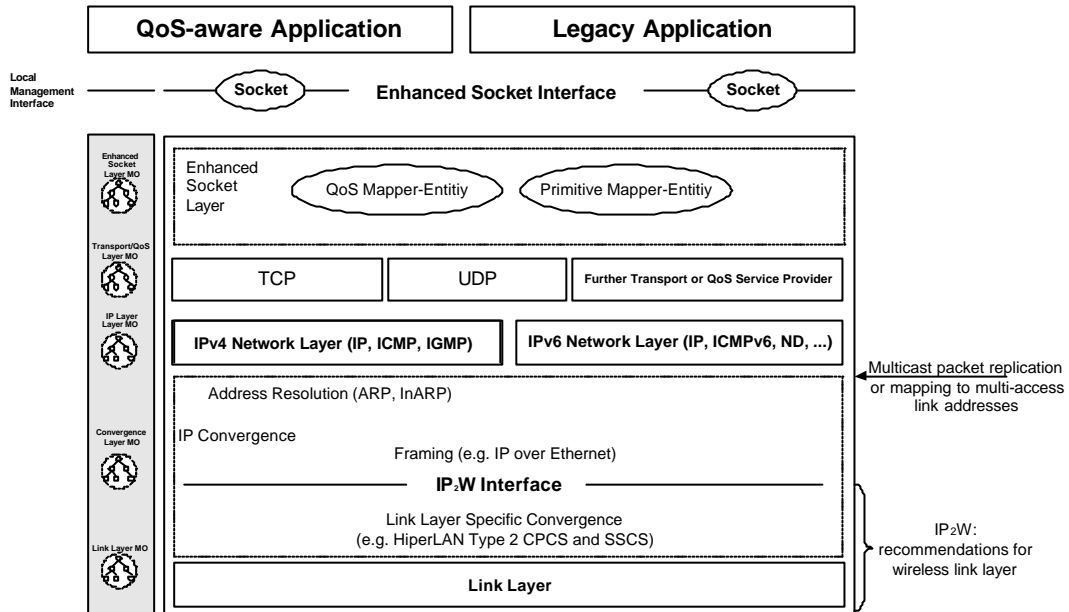 QoS-aware Application
Legacy Application
Local
Management
Interface
Socket
Enhanced Socket Interface
Socket
Enhanced
Socket
Layer MO
Enhanced
Socket
Layer
QoS Mapper-Entitiy
Primitive Mapper-Entitiy
Transport/QoS
Layer MO
TCP
UDP
Further Transport or QoS Service Provider
IP Layer
Layer MO
IPv4 Network Layer (IP, ICMP, IGMP)
IPv6 Network Layer (IP, ICMPv6, ND, ...)
Multicast packet replication
or mapping to multi-access
link addresses
Address Resolution (ARP, InARP)
Convergence
Layer MO
IP Convergence
Framing (e.g. IP over Ethernet)
IP2W Interface
Link Layer Specific Convergence
(e.g. HiperLAN Type 2 CPCS and SSCS)
IP2W:
recommendations for
wireless link layer
Link Layer MO
Link Layer